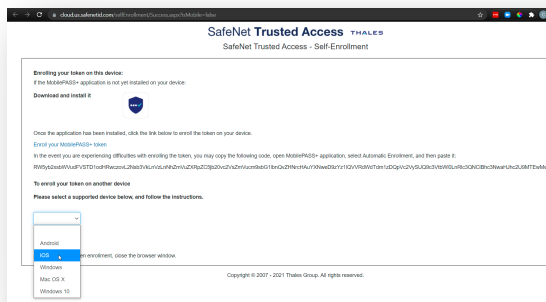 cloud.us.safenetid.com/selfEnrollment/Success.aspx?isMobile=false
SafeNet Trusted Access THALES
SafeNet Trusted Access - Self-Enrollment
Enrolling your token on this device:
If the MobilePASS+ application is not yet installed on your device:
Download and install it
Once the application has been installed, click the link below to enroll the token on your device.
Enroll your MobilePASS+ token
In the event you are experiencing difficulties with enrolling the token, you may copy the following code, open MobilePASS+ application, select Automatic Enrollment, and then paste it:
To enroll your token on another device
Please select a supported device below, and follow the instructions.
Android
iOS
en enrollment, close the browser window.
Windows
Mac OS X
Windows 10
Copyright © 2007 - 2021 Thales Group. All rights reserved.